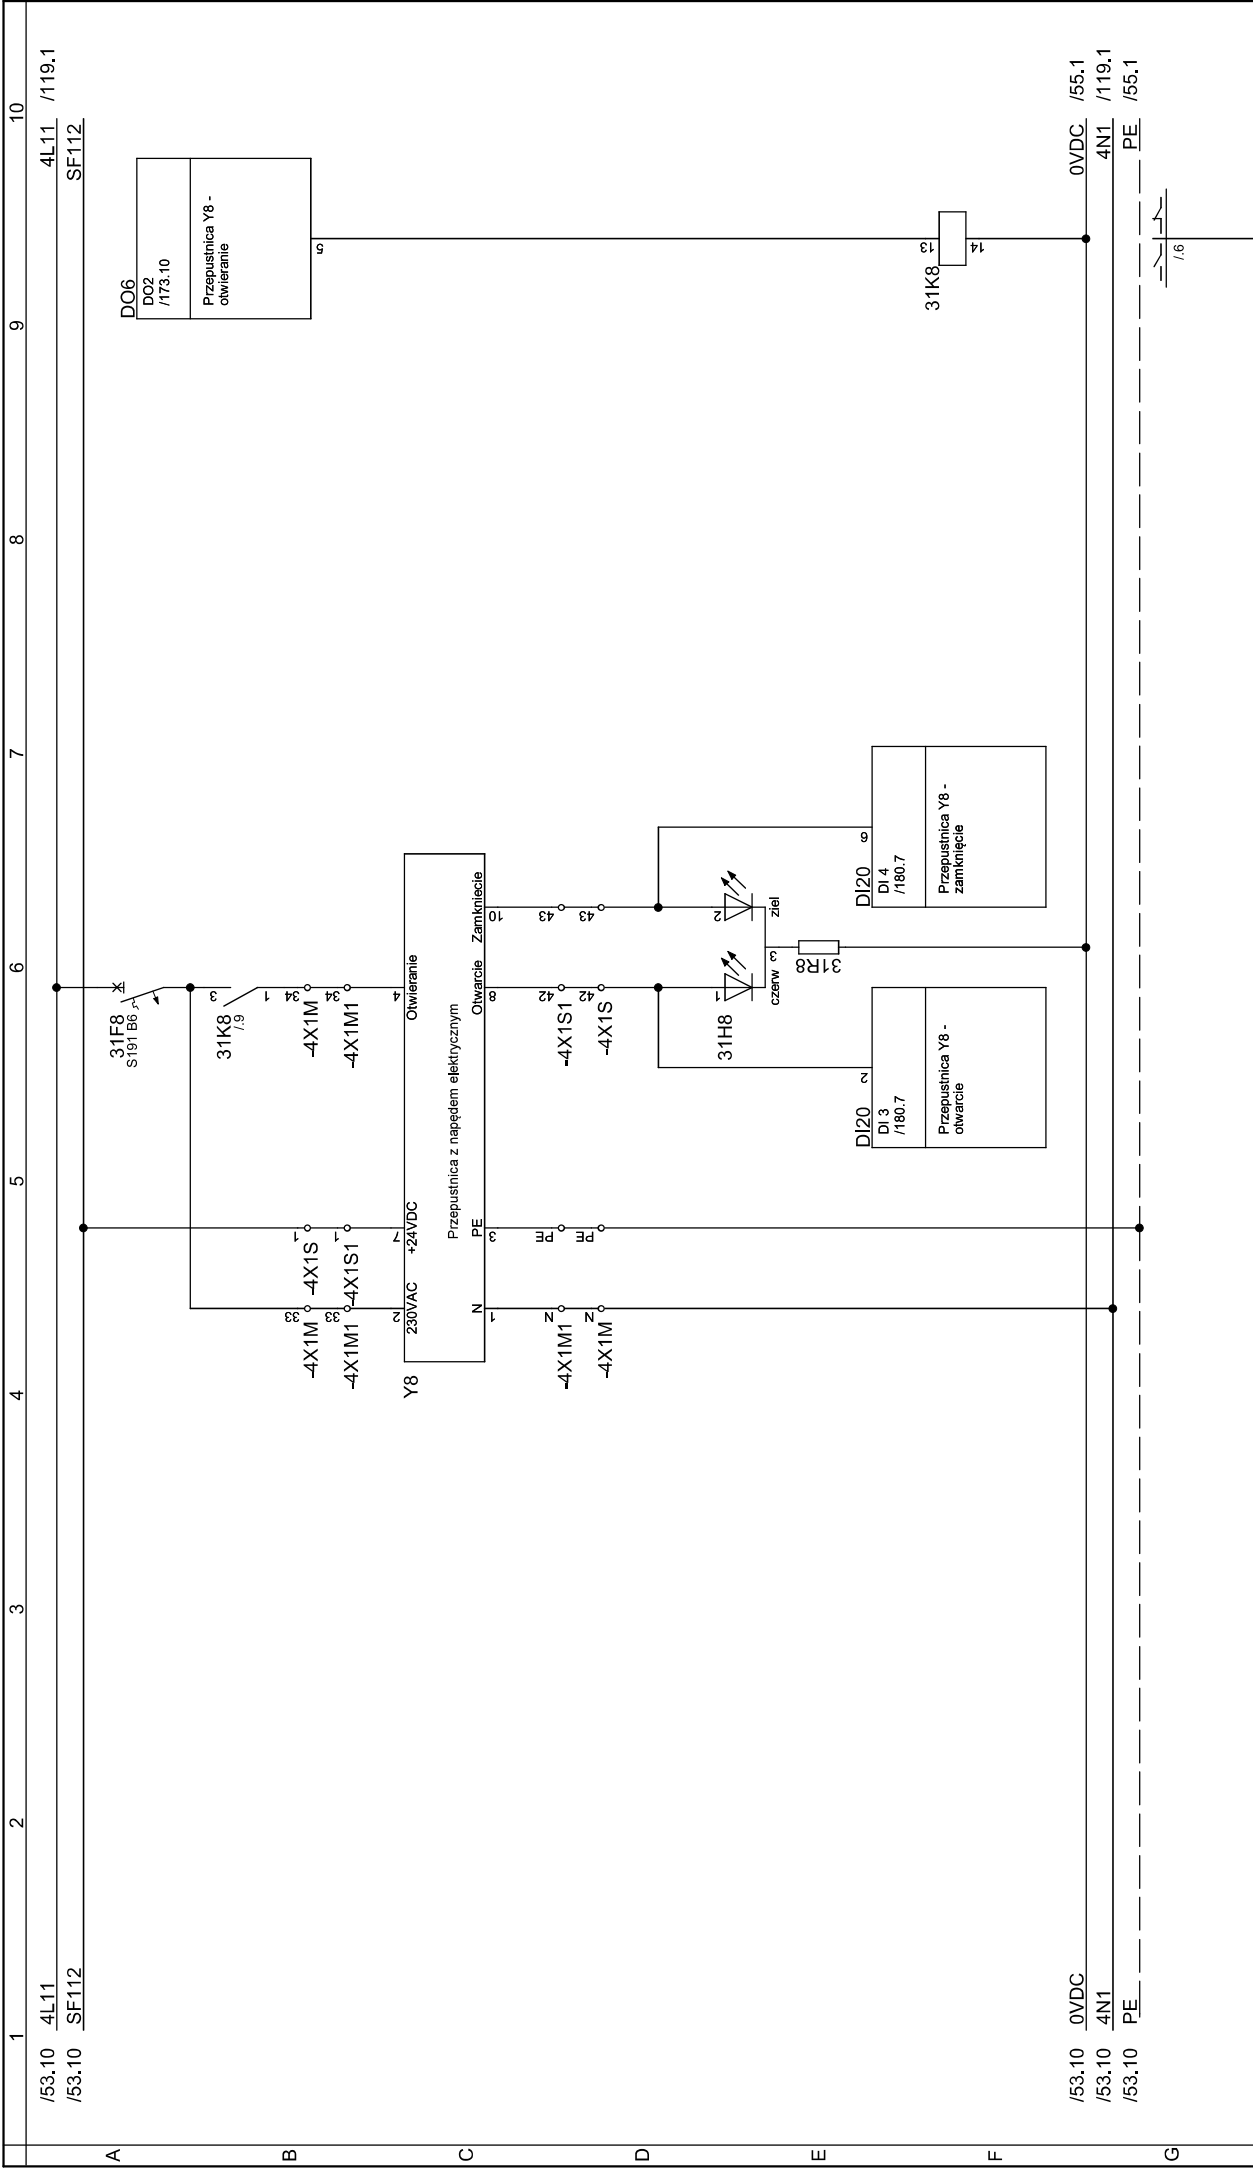 1 2 3 4 5 6 7 8 9 10
/53.10 4L11
4L11 /119.1
/53.10 SF112
SF112
A
B
C
D
E
F
G
31F8
S191 B6
3
31K8
/.9
1
34
-4X1M
34
-4X1M1
1
-4X1S
1
-4X1S1
33
-4X1M
33
-4X1M1
2
230VAC
7
+24VDC
4
Otwieranie
Y8
Przepustnica z napędem elektrycznym
N
PE
Otwarcie
Zamkniecie
1
3
8
10
N
-4X1M1
N
-4X1M
PE
PE
42
-4X1S1
42
-4X1S
43
43
31H8
1
2
czerw
3
ziel
31R8
2
DI20
DI 3
/180.7
Przepustnica Y8 -
otwarcie
6
DI20
DI 4
/180.7
Przepustnica Y8 -
zamknięcie
DO6
DO2
/173.10
Przepustnica Y8 -
otwieranie
5
13
31K8
14
/53.10 0VDC
0VDC /55.1
/53.10 4N1
4N1 /119.1
/53.10 PE
PE /55.1
/.6